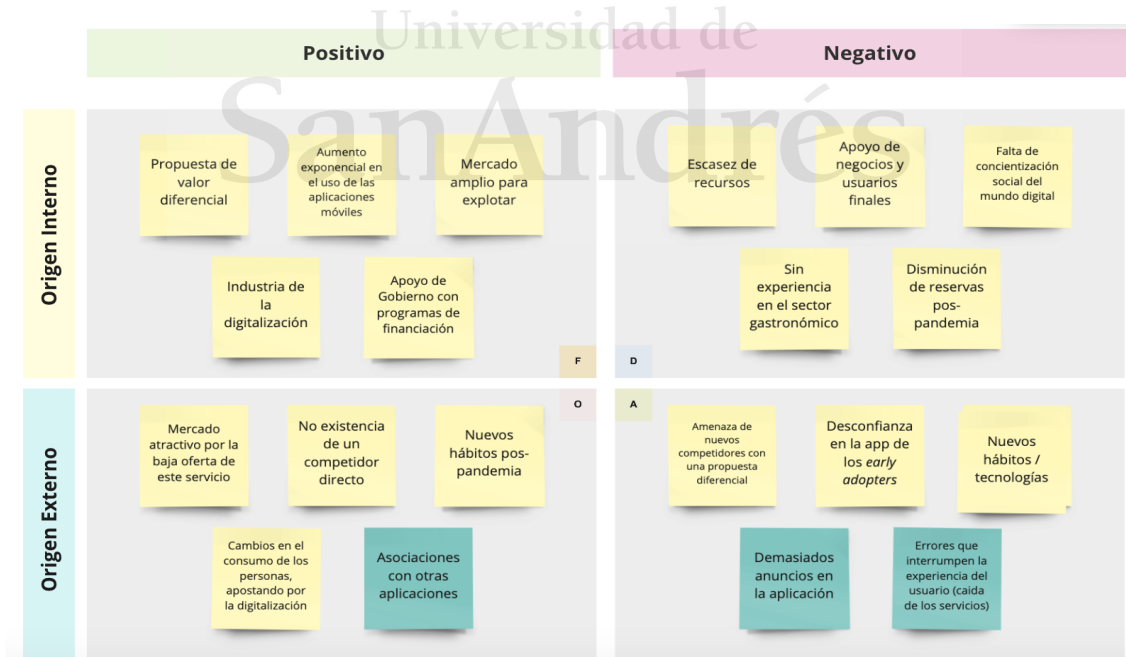 Universidad de
SanAndrés
Positivo
Negativo
Origen Interno
Propuesta de
valor
diferencial
Aumento
exponencial en
el uso de las
aplicaciones
móviles
Mercado
amplio para
explotar
Industria de
la
digitalización
Apoyo de
Gobierno con
programas de
financiación
F
Escasez de
recursos
Apoyo de
negocios y
usuarios
finales
Falta de
concientización
social del
mundo digital
Sin
experiencia
en el sector
gastronómico
Disminución
de reservas
pos-
pandemia
D
Origen Externo
Mercado
atractivo por la
baja oferta de
este servicio
No existencia
de un
competidor
directo
Nuevos
hábitos pos-
pandemia
Cambios en el
consumo de los
personas,
apostando por
la digitalización
Asociaciones
con otras
aplicaciones
O
A
Amenaza de
nuevos
competidores con
una propuesta
diferencial
Desconfianza
en la app de
los early
adopters
Nuevos
hábitos /
tecnologías
Demasiados
anuncios en
la aplicación
Errores que
interrumpen la
experiencia del
usuario (caida
de los servicios)